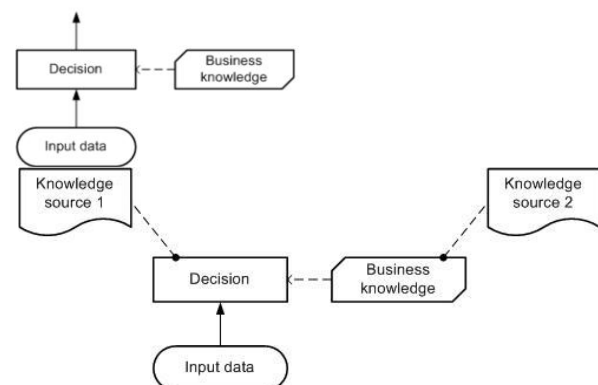 Decision
Business
knowledge
Input data
Knowledge
source 1
Knowledge
source 2
Decision
Business
knowledge
Input data